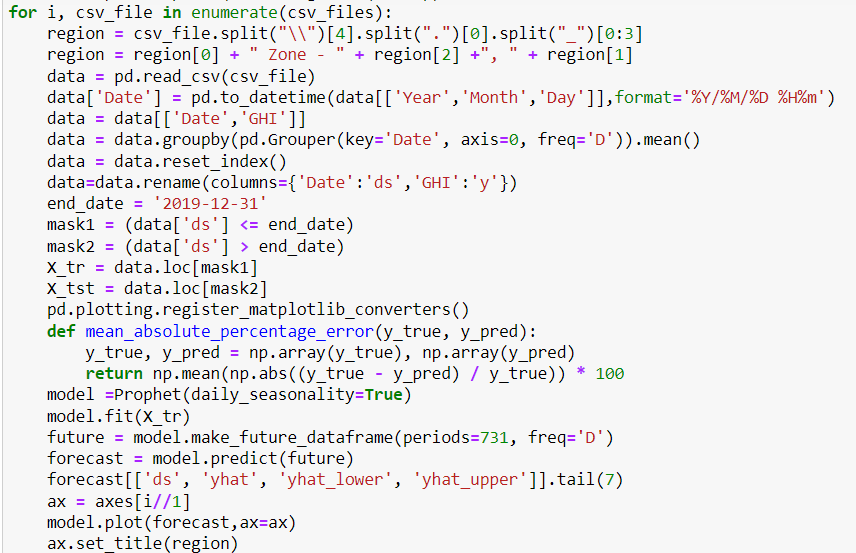 for i, csv_file in enumerate(csv_files):
    region = csv_file.split("\\")[4].split(".")[0].split("_")[0:3]
    region = region[0] + " Zone - " + region[2] +", " + region[1]
    data = pd.read_csv(csv_file)
    data['Date'] = pd.to_datetime(data[['Year','Month','Day']],format='%Y/%M/%D %H%m')
    data = data[['Date','GHI']]
    data = data.groupby(pd.Grouper(key='Date', axis=0, freq='D')).mean()
    data = data.reset_index()
    data=data.rename(columns={'Date':'ds','GHI':'y'})
    end_date = '2019-12-31'
    mask1 = (data['ds'] <= end_date)
    mask2 = (data['ds'] > end_date)
    X_tr = data.loc[mask1]
    X_tst = data.loc[mask2]
    pd.plotting.register_matplotlib_converters()
    def mean_absolute_percentage_error(y_true, y_pred):
        y_true, y_pred = np.array(y_true), np.array(y_pred)
        return np.mean(np.abs((y_true - y_pred) / y_true)) * 100
    model =Prophet(daily_seasonality=True)
    model.fit(X_tr)
    future = model.make_future_dataframe(periods=731, freq='D')
    forecast = model.predict(future)
    forecast[['ds', 'yhat', 'yhat_lower', 'yhat_upper']].tail(7)
    ax = axes[i//1]
    model.plot(forecast,ax=ax)
    ax.set_title(region)